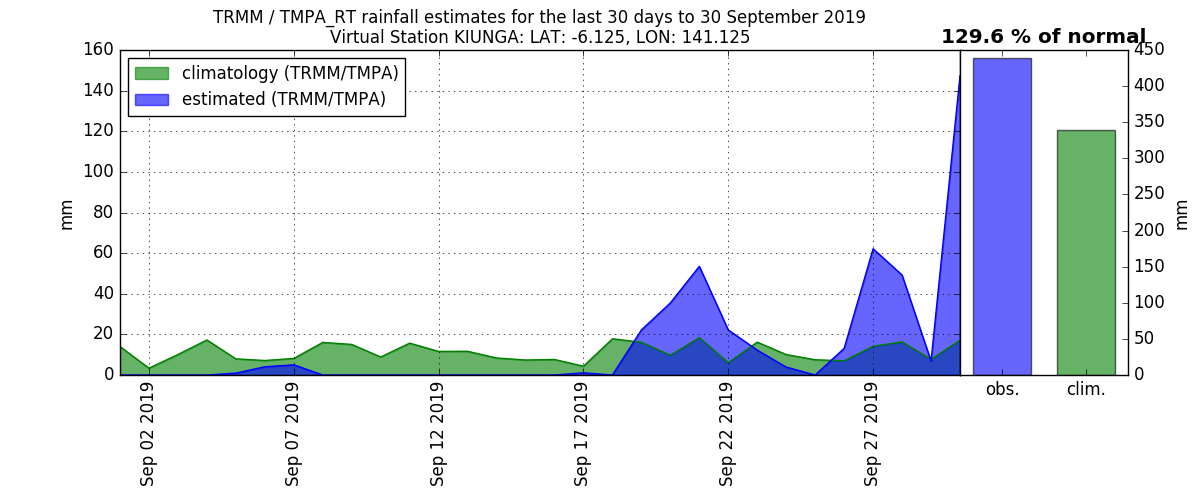 TRMM / TMPA_RT rainfall estimates for the last 30 days to 30 September 2019
Virtual Station KIUNGA: LAT: -6.125, LON: 141.125
129.6 % of normal
climatology (TRMM/TMPA)
estimated (TRMM/TMPA)
160
140
120
100
80
60
40
20
0
mm
Sep 02 2019
Sep 07 2019
Sep 12 2019
Sep 17 2019
Sep 22 2019
Sep 27 2019
obs.
clim.
450
400
350
300
250
200
150
100
50
0
mm